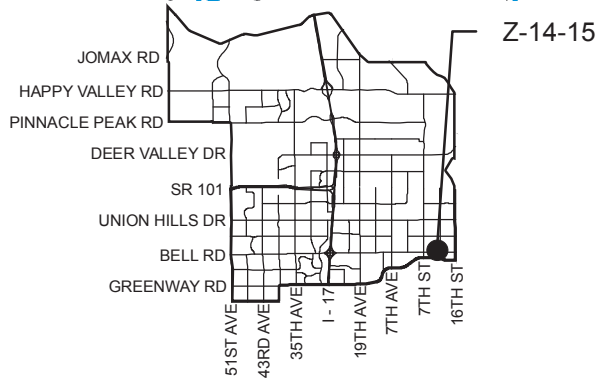 Z-14-15
JOMAX RD
HAPPY VALLEY RD
PINNACLE PEAK RD
DEER VALLEY DR
SR 101
UNION HILLS DR
BELL RD
GREENWAY RD
51ST AVE
43RD AVE
35TH AVE
I - 17
19TH AVE
7TH AVE
7TH ST
16TH ST